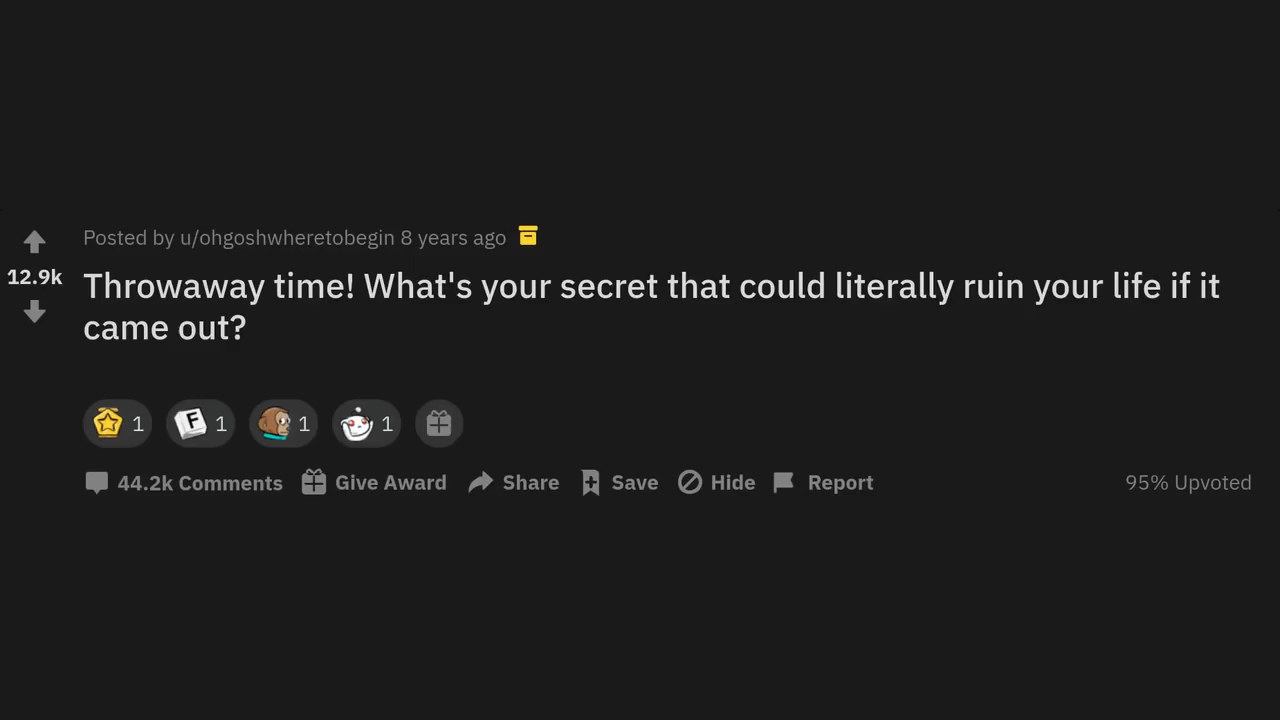 Posted by u/ohgoshwheretobegin 8 years ago
12.9k
Throwaway time! What's your secret that could literally ruin your life if it
came out?
1 F 1 1 1
44.2k Comments Give Award Share Save Hide Report 95% Upvoted